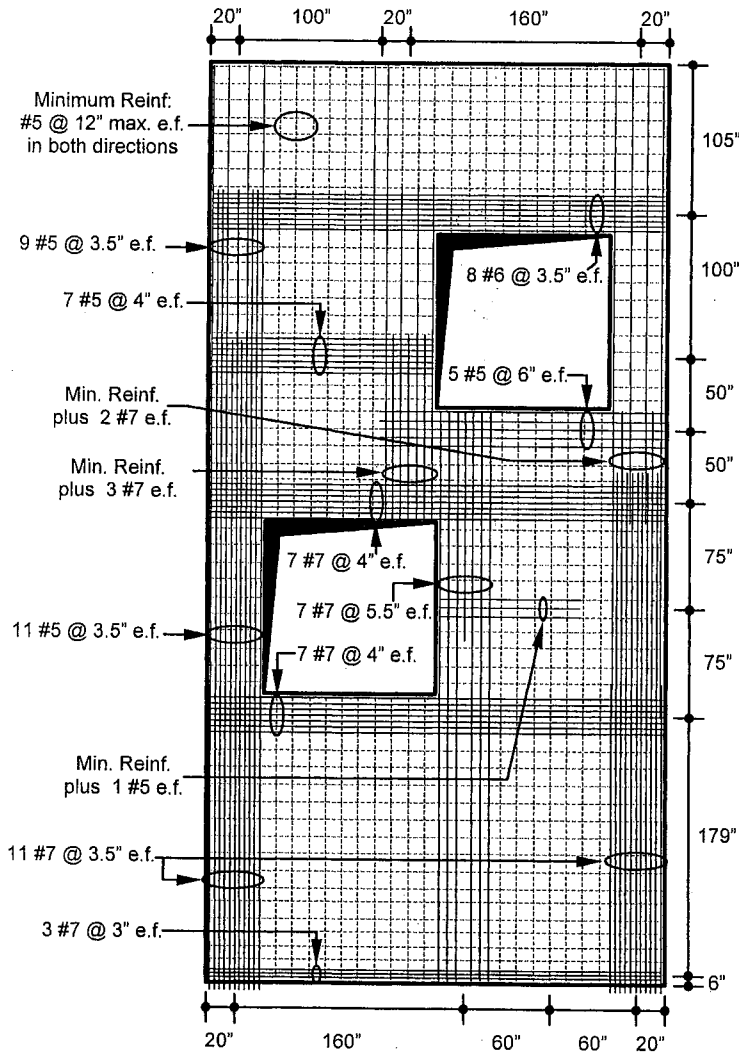 20” 100” 20” 160” 20”
Minimum Reinf:
#5 @ 12” max. e.f.
in both directions
105”
9 #5 @ 3.5” e.f.
8 #6 @ 3.5” e.f.
100”
7 #5 @ 4” e.f.
5 #5 @ 6” e.f.
50”
Min. Reinf.
plus 2 #7 e.f.
50”
Min. Reinf.
plus 3 #7 e.f.
7 #7 @ 4” e.f.
75”
7 #7 @ 5.5” e.f.
11 #5 @ 3.5” e.f.
7 #7 @ 4” e.f.
75”
Min. Reinf.
plus 1 #5 e.f.
179”
11 #7 @ 3.5” e.f.
3 #7 @ 3” e.f.
6”
20” 160” 60” 60” 20”